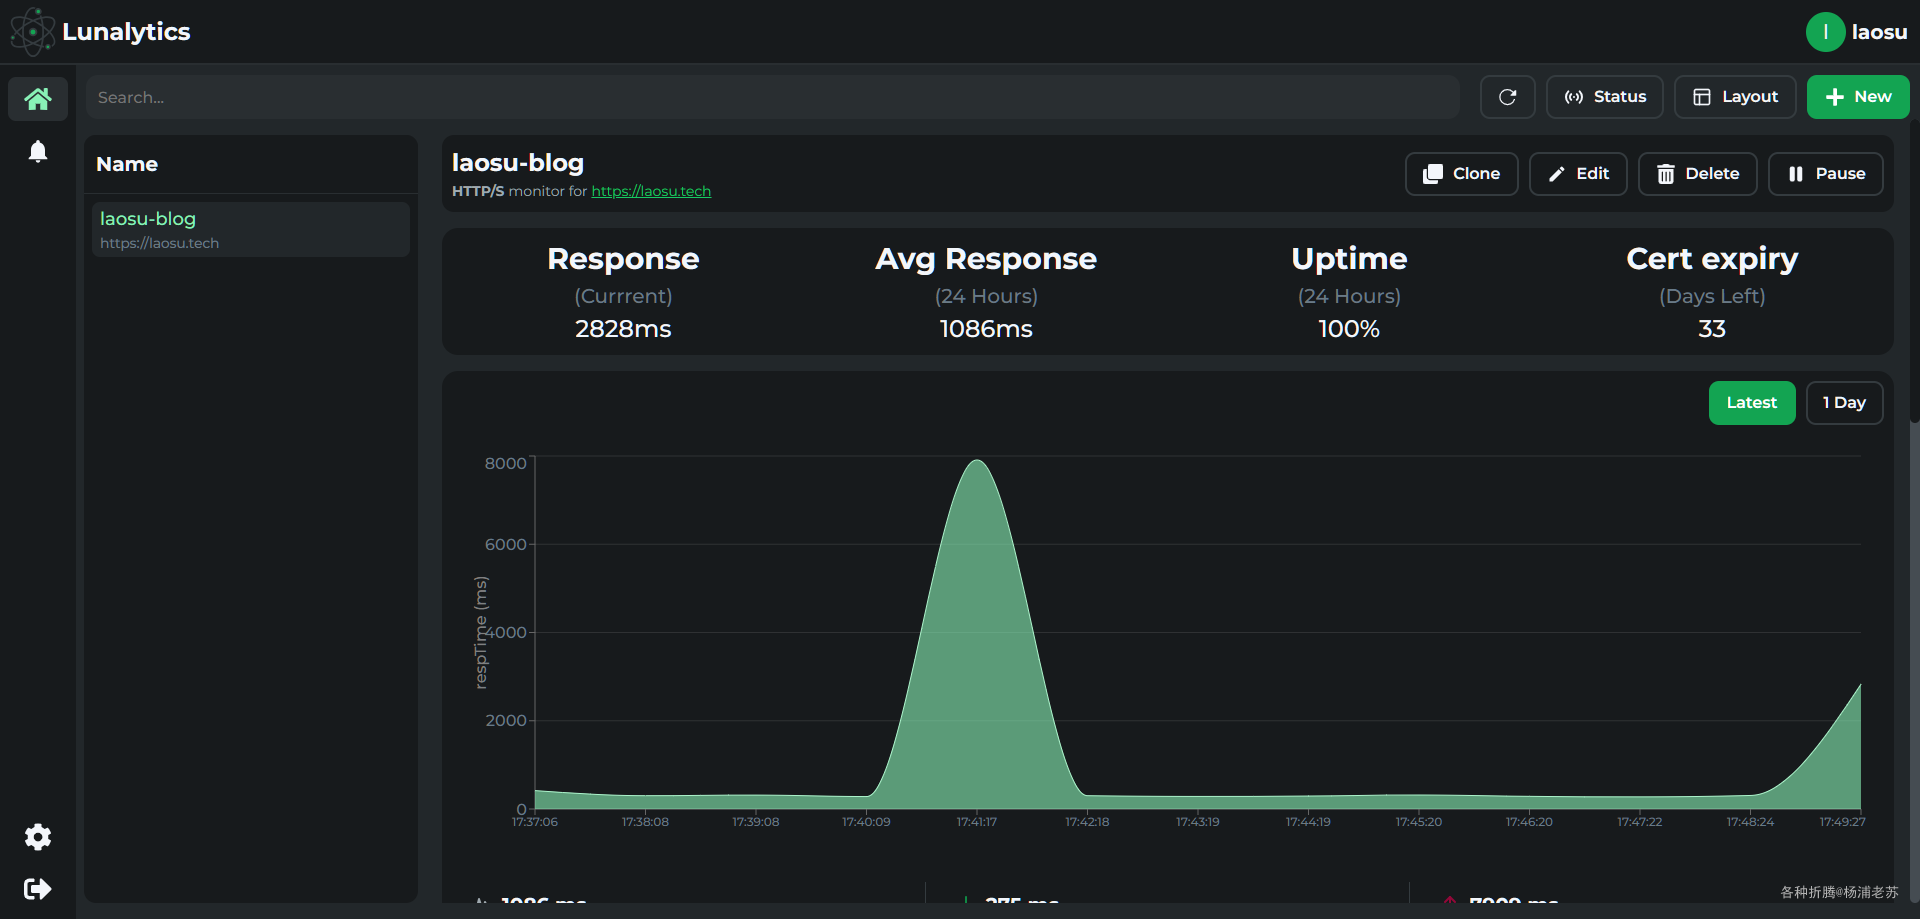 Lunalytics
l laosu
Search...
Status
Layout
New
Name
laosu-blog
https://laosu.tech
laosu-blog
HTTP/S monitor for https://laosu.tech
Clone
Edit
Delete
Pause
Response
(Currrent)
2828ms
Avg Response
(24 Hours)
1086ms
Uptime
(24 Hours)
100%
Cert expiry
(Days Left)
33
Latest
1 Day
respTime (ms)
8000
6000
4000
2000
0
17:37:06 17:38:08 17:39:08 17:40:09 17:41:17 17:42:18 17:43:19 17:44:19 17:45:20 17:46:20 17:47:22 17:48:24 17:49:27
1086 ms
275 ms
ms
各种折腾@杨浦老苏